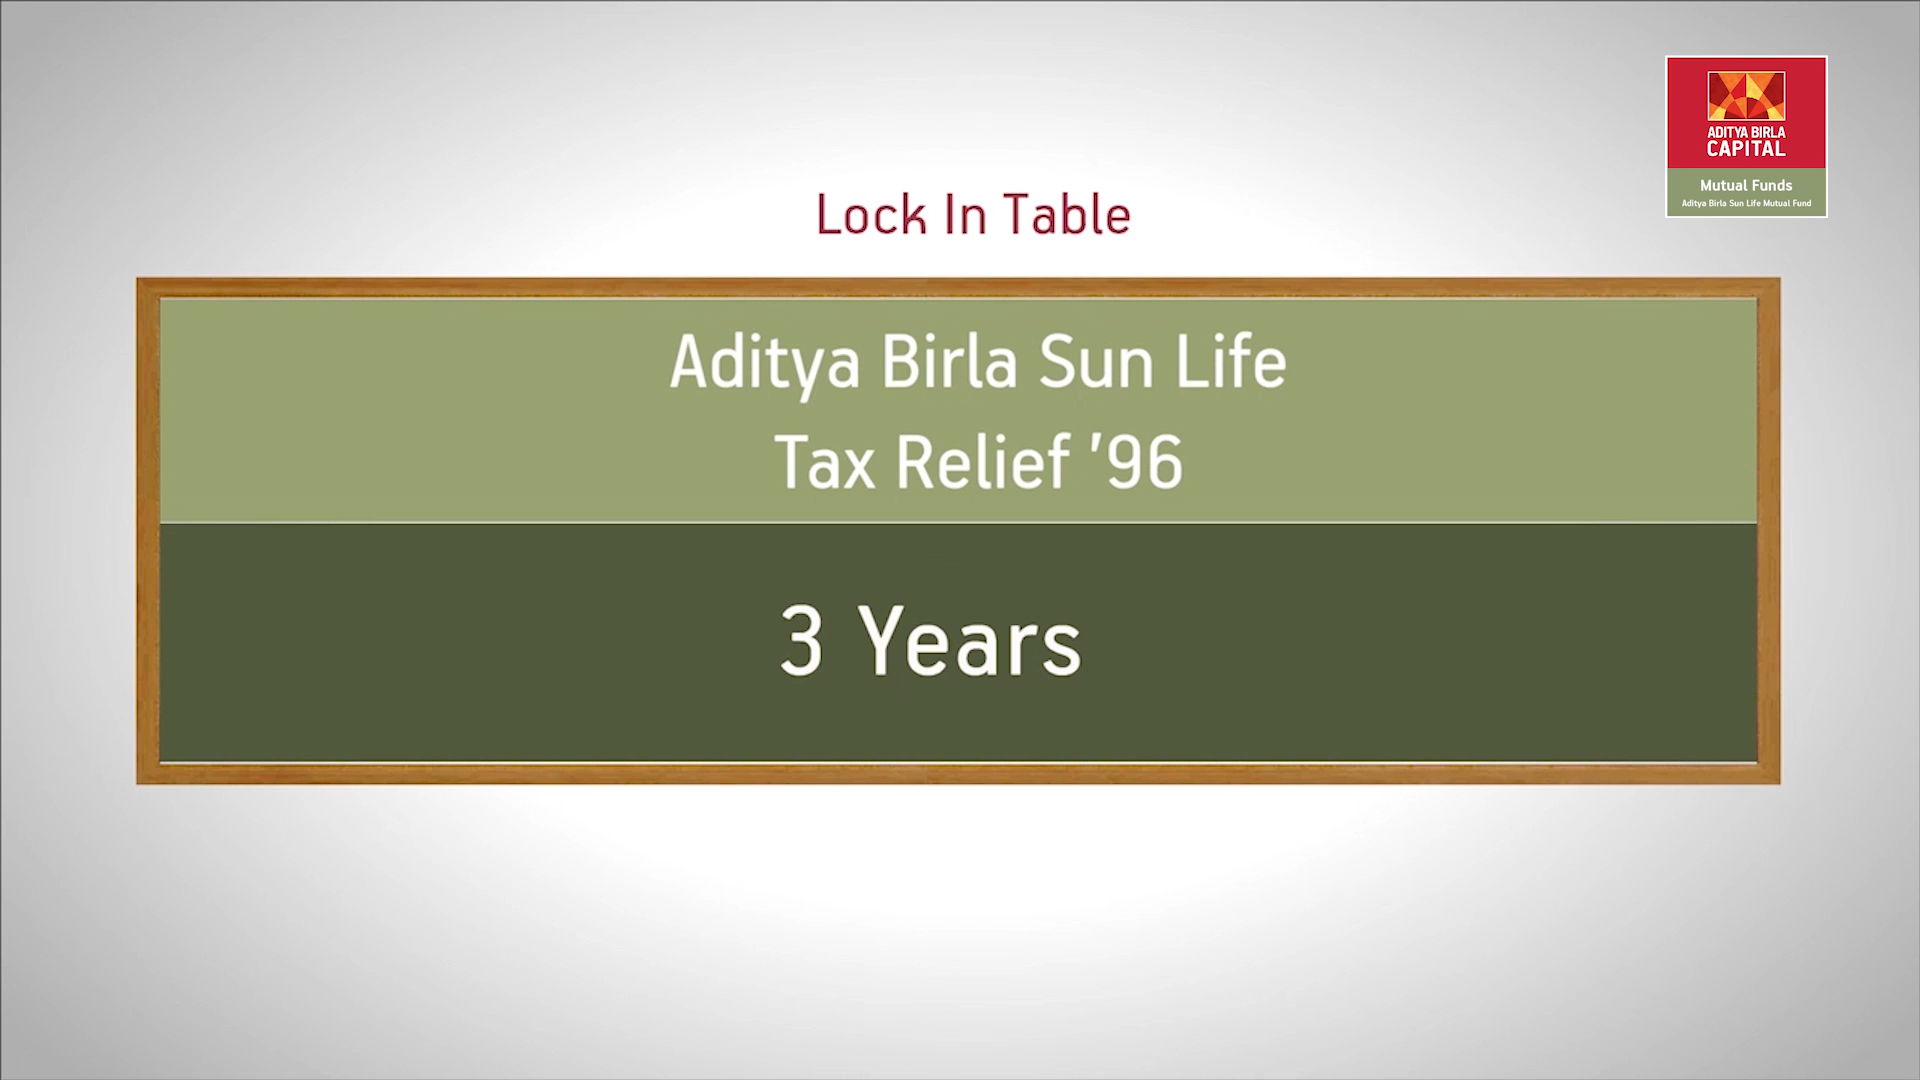 ADITYA BIRLA
CAPITAL
Mutual Funds
Aditya Birla Sun Life Mutual Fund
Lock In Table
Aditya Birla Sun Life
Tax Relief '96
3 Years